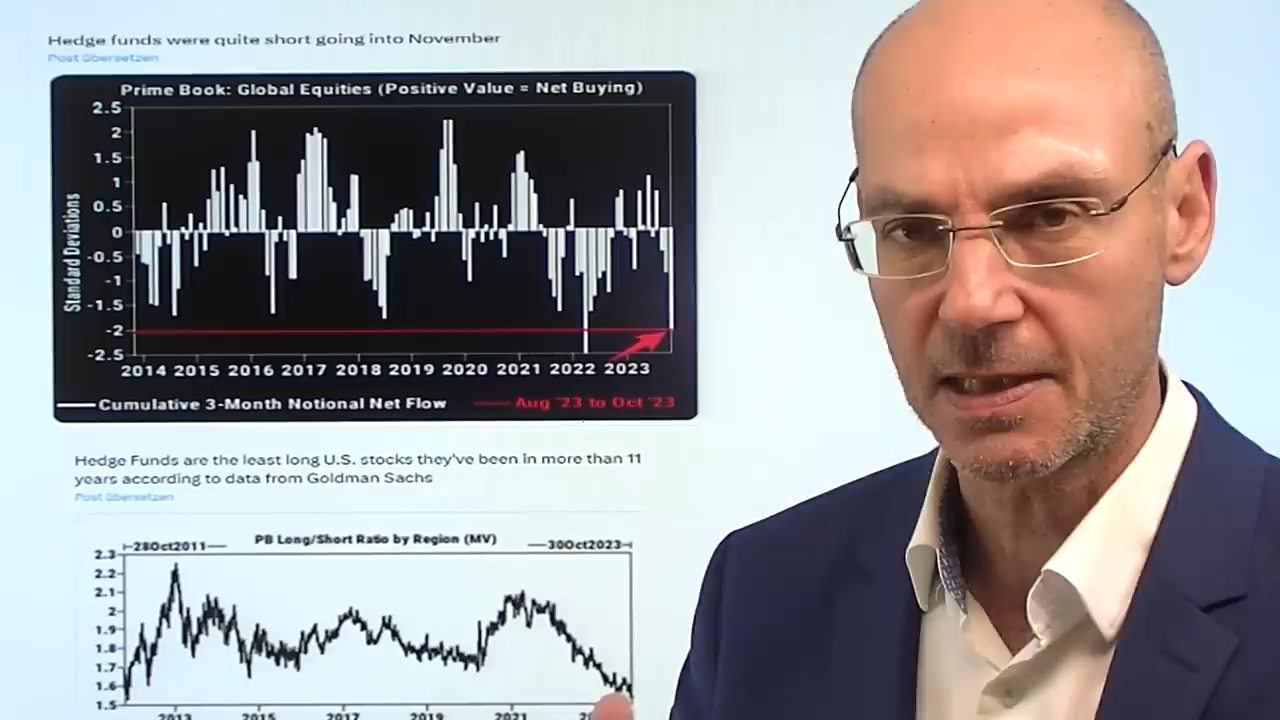 Hedge funds were quite short going into November
Post übersetzen
Prime Book: Global Equities (Positive Value = Net Buying)
2.5
2
1.5
1
0.5
0
-0.5
-1
-1.5
-2
-2.5
Standard Deviations
2014 2015 2016 2017 2018 2019 2020 2021 2022 2023
Cumulative 3-Month Notional Net Flow
Aug '23 to Oct '23
Hedge Funds are the least long U.S. stocks they've been in more than 11
years according to data from Goldman Sachs
Post übersetzen
PB Long/Short Ratio by Region (MV)
28Oct2011
30Oct2023
2.3
2.2
2.1
2
1.9
1.8
1.7
1.6
1.5
2013 2015 2017 2019 2021